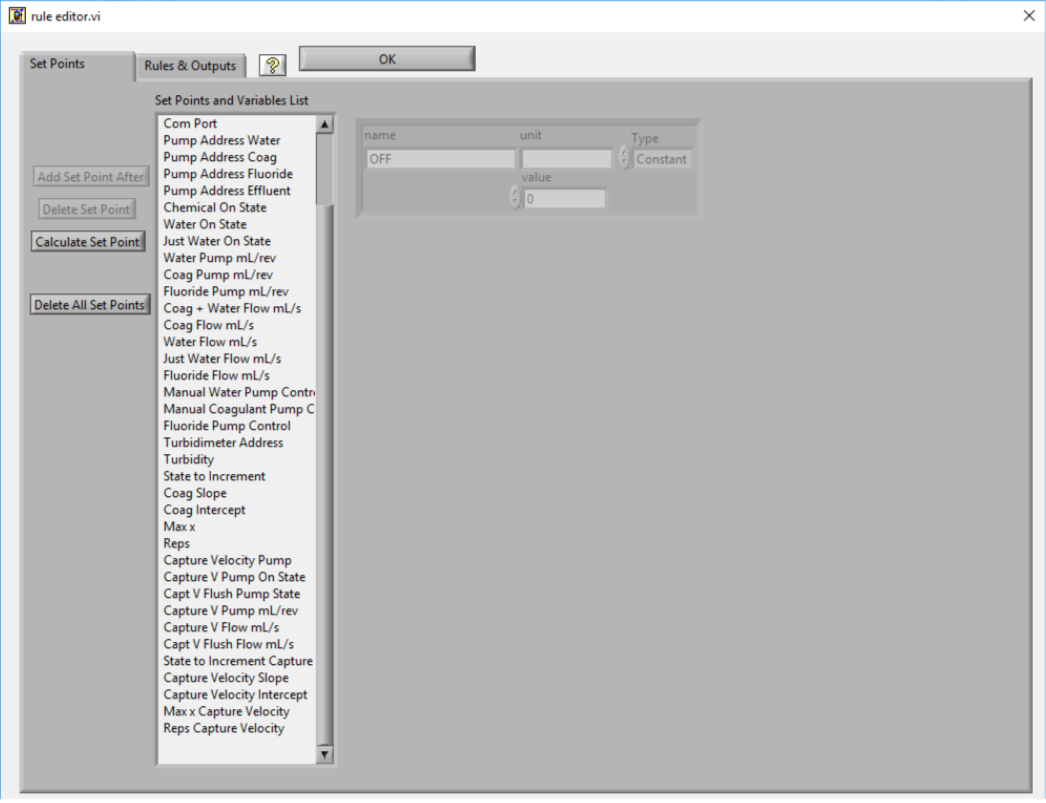 rule editor.vi
Set Points
Rules & Outputs
?
OK
Set Points and Variables List
Com Port
Pump Address Water
Pump Address Coag
Pump Address Fluoride
Pump Address Effluent
Chemical On State
Water On State
Just Water On State
Water Pump mL/rev
Coag Pump mL/rev
Fluoride Pump mL/rev
Coag + Water Flow mL/s
Coag Flow mL/s
Water Flow mL/s
Just Water Flow mL/s
Fluoride Flow mL/s
Manual Water Pump Contr
Manual Coagulant Pump C
Fluoride Pump Control
Turbidimeter Address
Turbidity
State to Increment
Coag Slope
Coag Intercept
Max x
Reps
Capture Velocity Pump
Capture V Pump On State
Capt V Flush Pump State
Capture V Pump mL/rev
Capture V Flow mL/s
Capt V Flush Flow mL/s
State to Increment Capture
Capture Velocity Slope
Capture Velocity Intercept
Max x Capture Velocity
Reps Capture Velocity
Add Set Point After
Delete Set Point
Calculate Set Point
Delete All Set Points
name
unit
Type
OFF
Constant
value
0